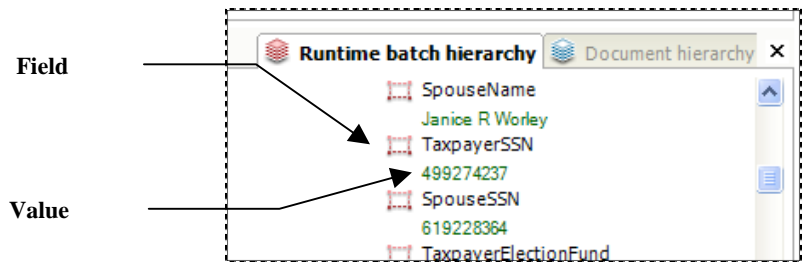 Runtime batch hierarchy Document hierarchy
Field
SpouseName
Janice R Worley
TaxpayerSSN
499274237
Value
SpouseSSN
619228364
TaxpayerElectionFund